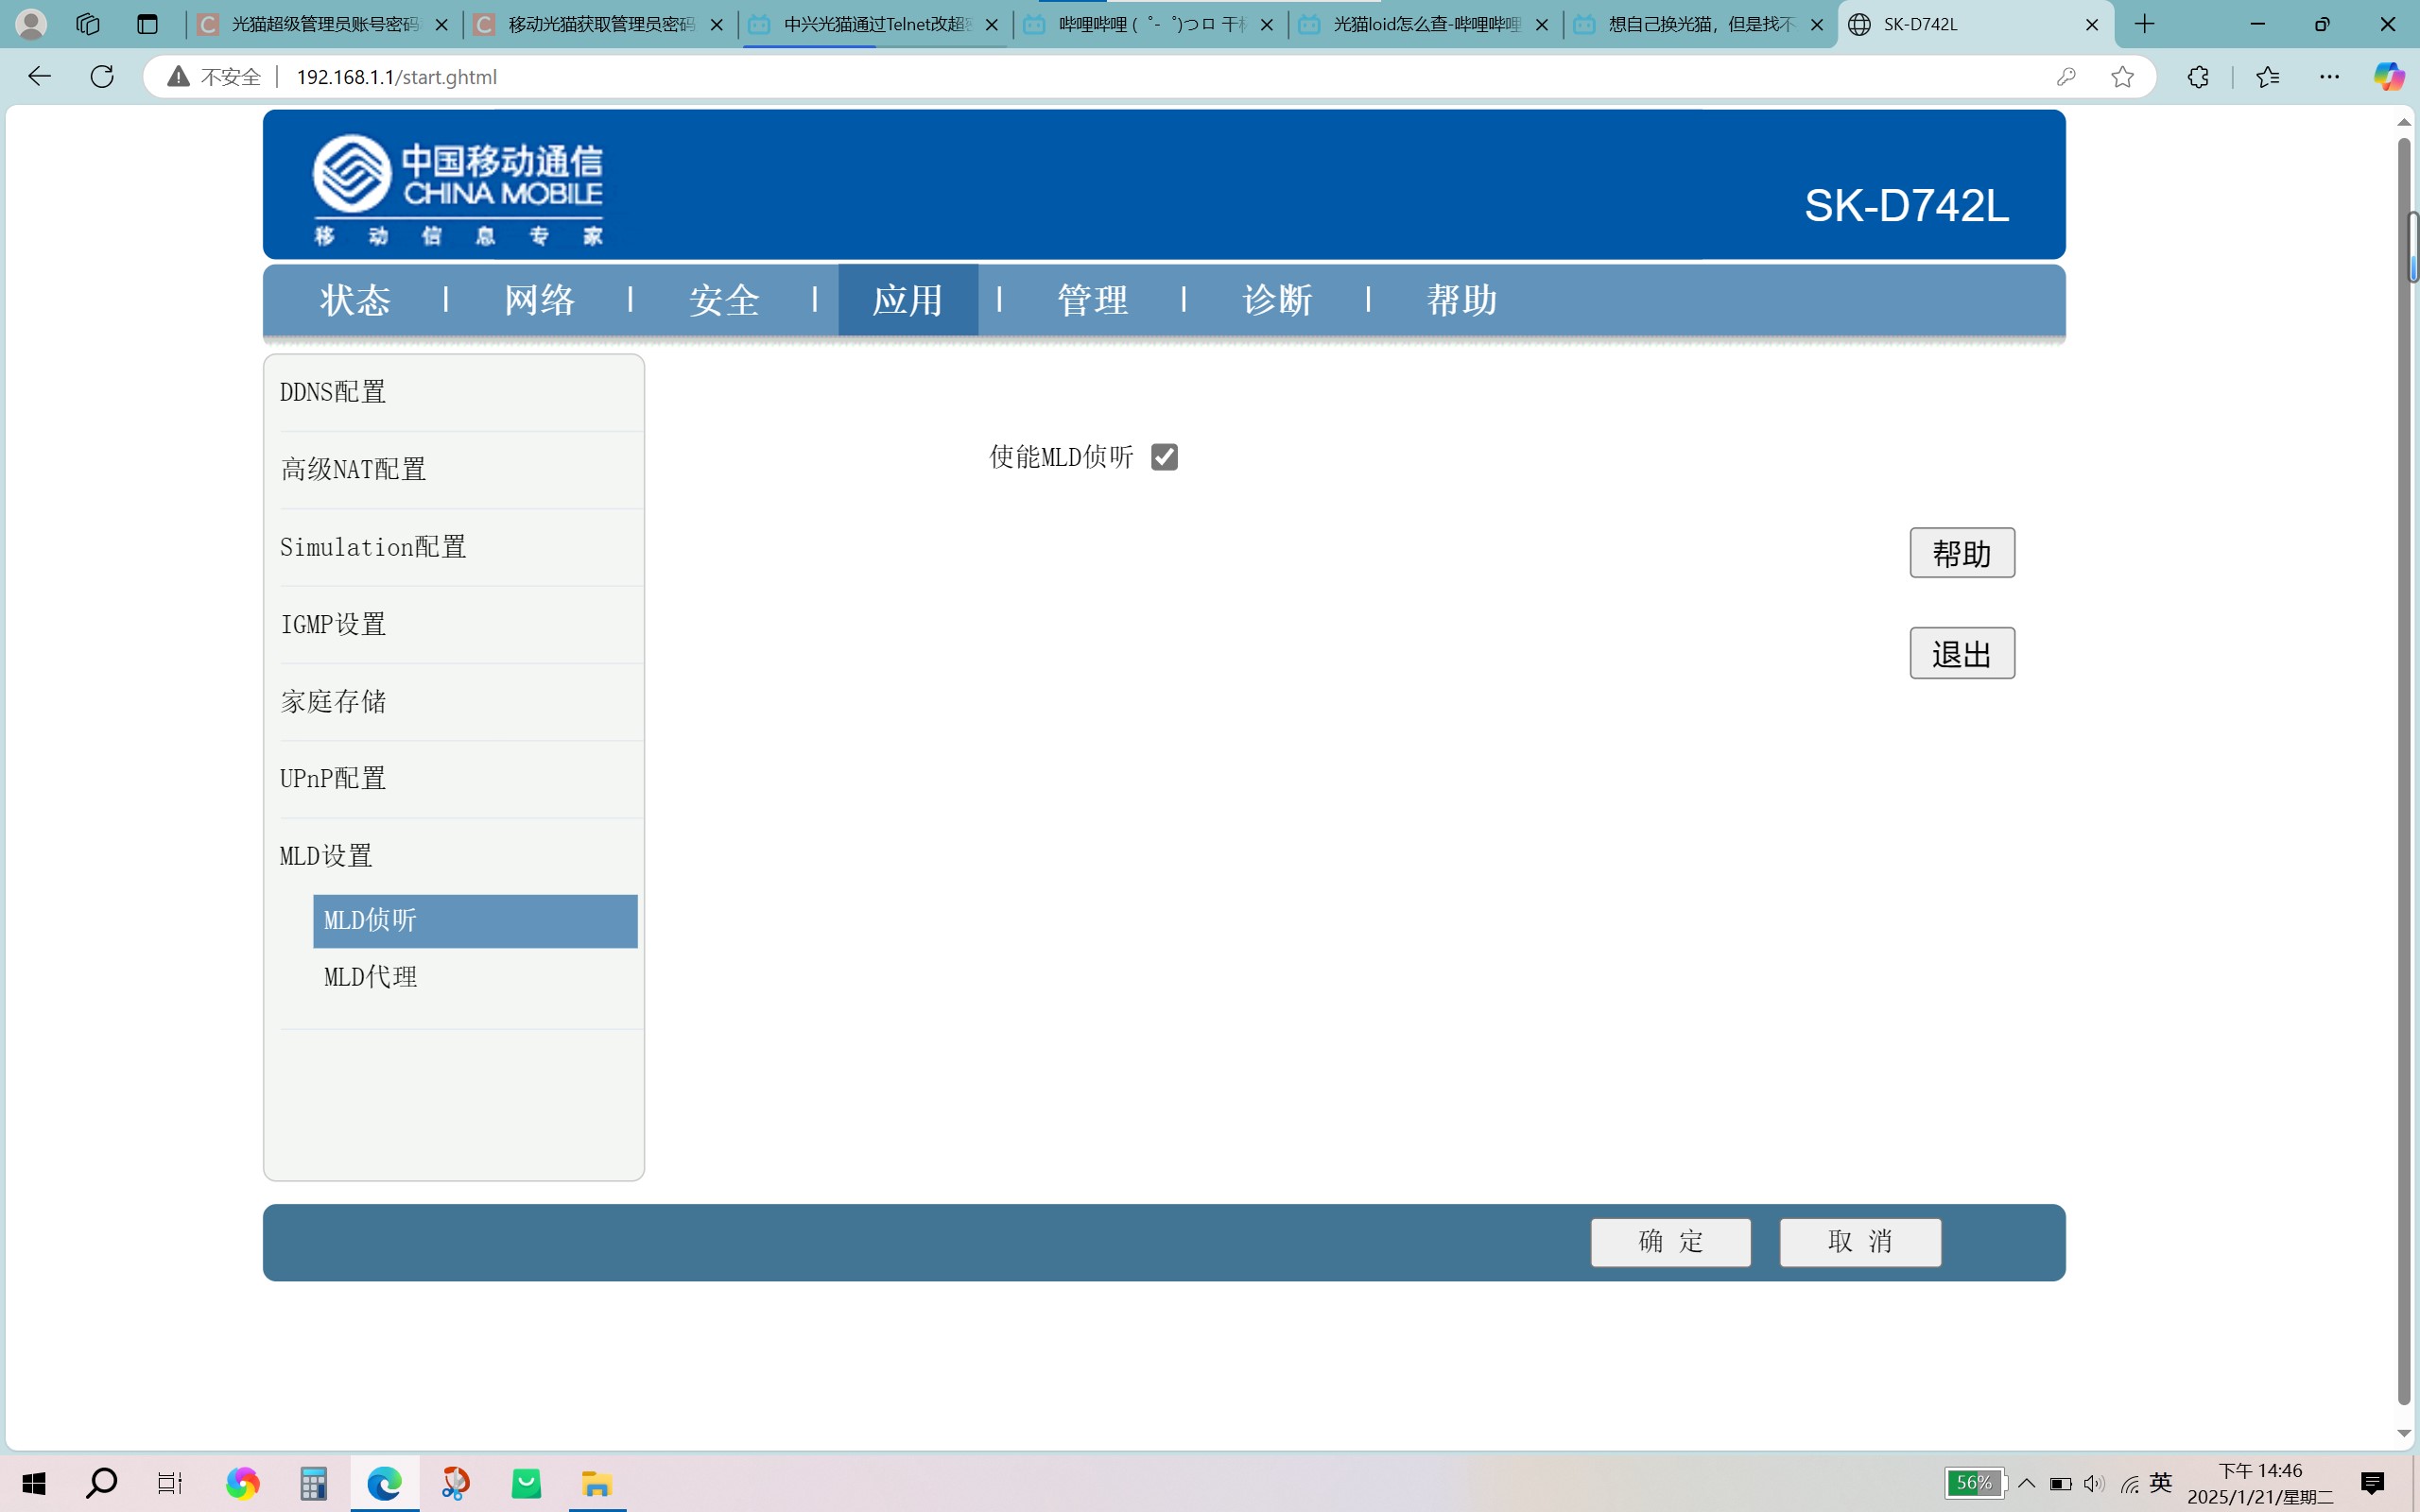 光猫超级管理员账号密码
移动光猫获取管理员密码
中兴光猫通过Telnet改超
哔哩哔哩 ( ゜- ゜)つロ 干
光猫loid怎么查-哔哩哔哩
想自己换光猫，但是找不
SK-D742L
不安全
192.168.1.1/start.ghtml
中国移动通信
CHINA MOBILE
移动信息专家
SK-D742L
状态 | 网络 | 安全 | 应用 | 管理 | 诊断 | 帮助
DDNS配置
高级NAT配置
Simulation配置
IGMP设置
家庭存储
UPnP配置
MLD设置
MLD侦听
MLD代理
使能MLD侦听
帮助
退出
确 定
取 消
56%
英
下午 14:46
2025/1/21/星期二